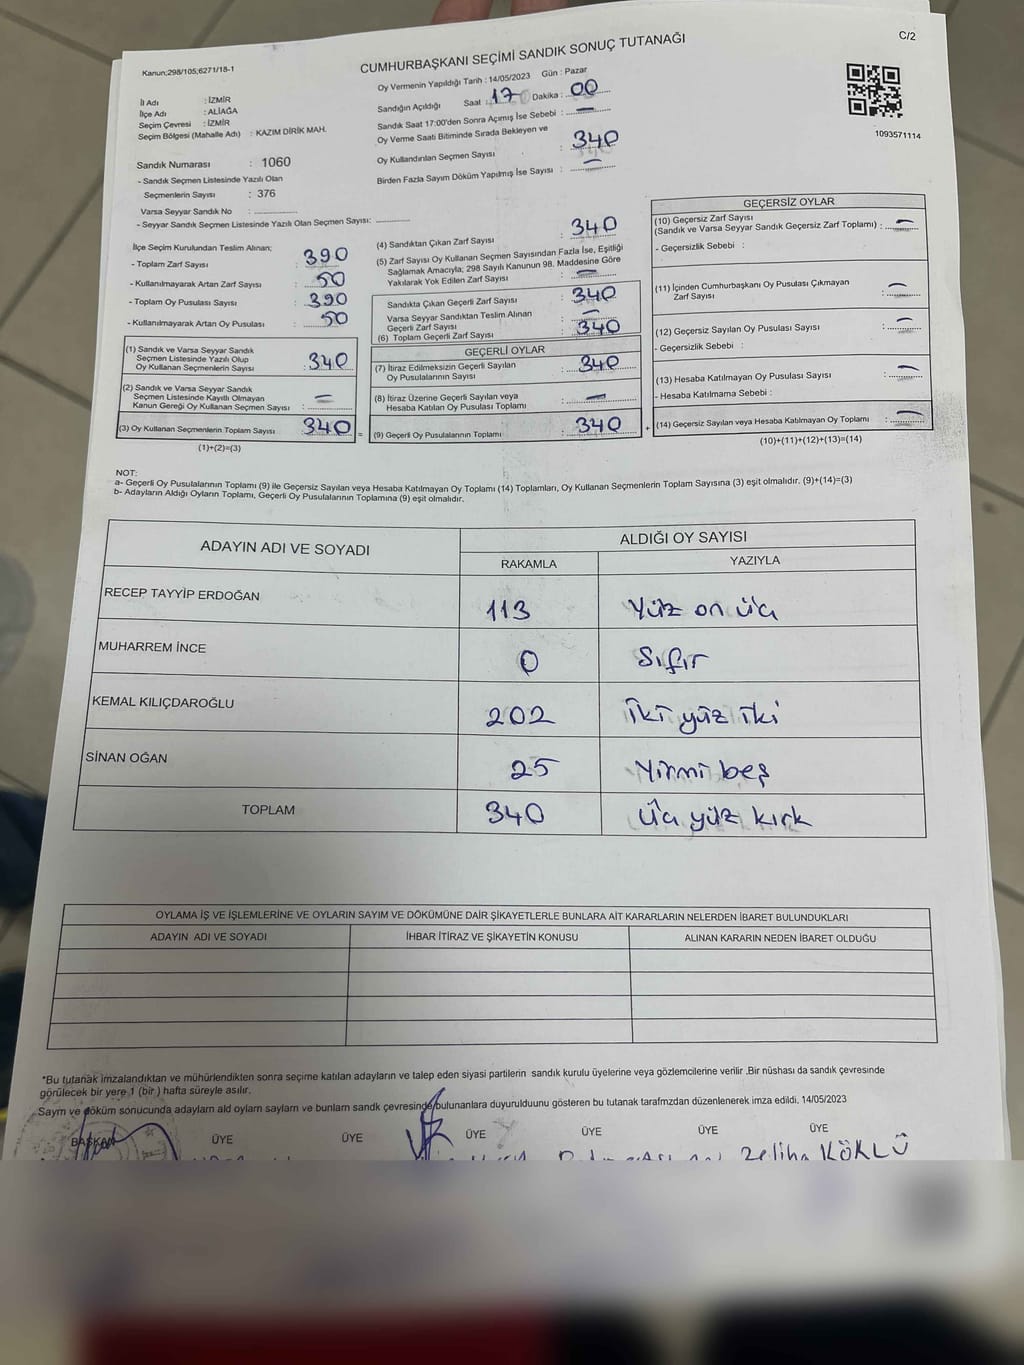 C/2
Kanun;298/105;6271/18-1
CUMHURBAŞKANI SEÇİMİ SANDIK SONUÇ TUTANAĞI
Oy Vermenin Yapıldığı Tarih : 14/05/2023 Gün : Pazar
İl Adı : İZMİR
İlçe Adı : ALİAĞA
Seçim Çevresi : İZMİR
Seçim Bölgesi (Mahalle Adı) : KAZIM DİRİK MAH.
Sandığın Açıldığı Saat : 17 Dakika : 00
Sandık Saat 17:00'den Sonra Açmış İse Sebebi : –
Oy Verme Saati Bitiminde Sırada Bekleyen ve
Oy Kullandırılan Seçmen Sayısı : 340
Birden Fazla Sayım Döküm Yapılmış İse Sayısı : –
1093571114
Sandık Numarası : 1060
- Sandık Seçmen Listesinde Yazılı Olan
Seçmenlerin Sayısı : 376
Varsa Seyyar Sandık No :
- Seyyar Sandık Seçmen Listesinde Yazılı Olan Seçmen Sayısı:
İlçe Seçim Kurulundan Teslim Alınan;
- Toplam Zarf Sayısı : 390
- Kullanılmayarak Artan Zarf Sayısı : 50
- Toplam Oy Pusulası Sayısı : 390
- Kullanılmayarak Artan Oy Pusulası : 50
(1) Sandık ve Varsa Seyyar Sandık
Seçmen Listesinde Yazılı Olup
Oy Kullanan Seçmenlerin Sayısı : 340
(2) Sandık ve Varsa Seyyar Sandık
Seçmen Listesinde Kayıtlı Olmayan
Kanun Gereği Oy Kullanan Seçmen Sayısı : –
(3) Oy Kullanan Seçmenlerin Toplam Sayısı : 340 =
(1)+(2)=(3)
(4) Sandıktan Çıkan Zarf Sayısı : 340
(5) Zarf Sayısı Oy Kullanan Seçmen Sayısından Fazla İse, Eşitliği
Sağlamak Amacıyla; 298 Sayılı Kanunun 98. Maddesine Göre
Yakılarak Yok Edilen Zarf Sayısı : –
Sandıkta Çıkan Geçerli Zarf Sayısı : 340
Varsa Seyyar Sandıktan Teslim Alınan
Geçerli Zarf Sayısı : –
(6) Toplam Geçerli Zarf Sayısı : 340
GEÇERLİ OYLAR
(7) İtiraz Edilmeksizin Geçerli Sayılan
Oy Pusulalarının Sayısı : 340
(8) İtiraz Üzerine Geçerli Sayılan veya
Hesaba Katılan Oy Pusulası Toplamı : –
(9) Geçerli Oy Pusulalarının Toplamı : 340 +
GEÇERSİZ OYLAR
(10) Geçersiz Zarf Sayısı
(Sandık ve Varsa Seyyar Sandık Geçersiz Zarf Toplamı) : –
- Geçersizlik Sebebi :
(11) İçinden Cumhurbaşkanı Oy Pusulası Çıkmayan
Zarf Sayısı : –
(12) Geçersiz Sayılan Oy Pusulası Sayısı : –
- Geçersizlik Sebebi :
(13) Hesaba Katılmayan Oy Pusulası Sayısı : –
- Hesaba Katılmama Sebebi :
(14) Geçersiz Sayılan veya Hesaba Katılmayan Oy Toplamı : –
(10)+(11)+(12)+(13)=(14)
NOT:
a- Geçerli Oy Pusulalarının Toplamı (9) ile Geçersiz Sayılan veya Hesaba Katılmayan Oy Toplamı (14) Toplamları, Oy Kullanan Seçmenlerin Toplam Sayısına (3) eşit olmalıdır. (9)+(14)=(3)
b- Adayların Aldığı Oyların Toplamı, Geçerli Oy Pusulalarının Toplamına (9) eşit olmalıdır.
ADAYIN ADI VE SOYADI
ALDIĞI OY SAYISI
RAKAMLA YAZIYLA
RECEP TAYYİP ERDOĞAN 113 Yüz on üç
MUHARREM İNCE 0 Sıfır
KEMAL KILIÇDAROĞLU 202 İki yüz iki
SİNAN OĞAN 25 Yirmi beş
TOPLAM 340 Üç yüz kırk
OYLAMA İŞ VE İŞLEMLERİNE VE OYLARIN SAYIM VE DÖKÜMÜNE DAİR ŞİKAYETLERLE BUNLARA AİT KARARLARIN NELERDEN İBARET BULUNDUKLARI
ADAYIN ADI VE SOYADI İHBAR İTİRAZ VE ŞİKAYETİN KONUSU ALINAN KARARIN NEDEN İBARET OLDUĞU
*Bu tutanak imzalandıktan ve mühürlendikten sonra seçime katılan adayların ve talep eden siyasi partilerin sandık kurulu üyelerine veya gözlemcilerine verilir .Bir nüshası da sandık çevresinde
görülecek bir yere 1 (bir) hafta süreyle asılır.
Sayım ve döküm sonucunda adaylarm ald oylarm saylarm ve bunlarm sandk çevresinde bulunanlara duyurulduunu gösteren bu tutanak tarafmzdan düzenlenerek imza edildi. 14/05/2023
BAŞKAN ÜYE ÜYE ÜYE ÜYE ÜYE ÜYE
Zeliha KÖKLÜ